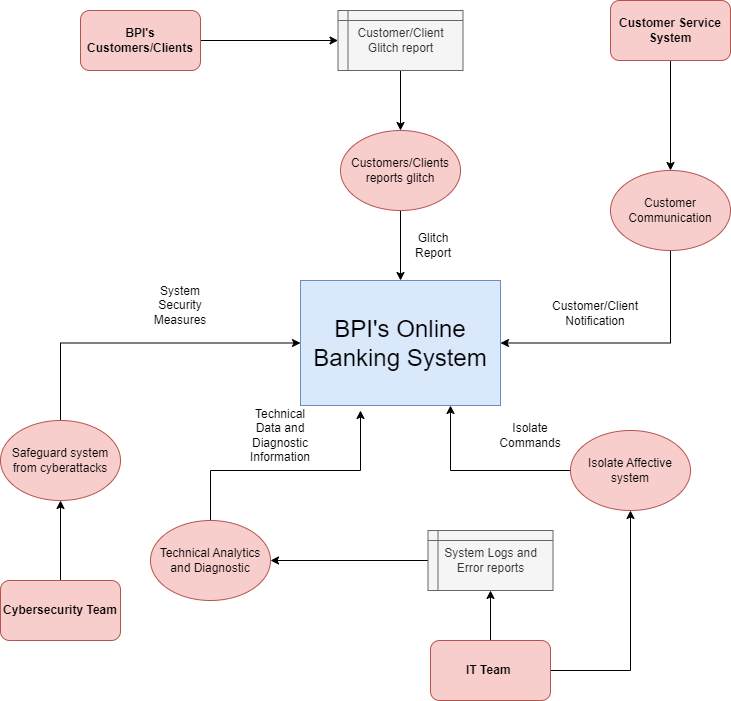 BPI's
Customers/Clients
Customer/Client
Glitch report
Customer Service
System
Customers/Clients
reports glitch
Customer
Communication
Glitch
Report
System
Security
Measures
Customer/Client
Notification
BPI's Online
Banking System
Technical
Data and
Diagnostic
Information
Isolate
Commands
Safeguard system
from cyberattacks
Isolate Affective
system
Technical Analytics
and Diagnostic
System Logs and
Error reports
Cybersecurity Team
IT Team